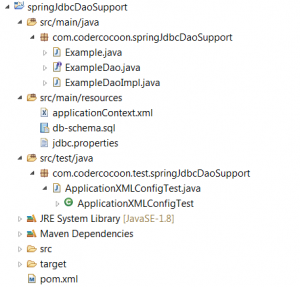 springJdbcDaoSupport
src/main/java
com.codercocoon.springJdbcDaoSupport
Example.java
ExampleDao.java
ExampleDaoImpl.java
src/main/resources
applicationContext.xml
db-schema.sql
jdbc.properties
src/test/java
com.codercocoon.test.springJdbcDaoSupport
ApplicationXMLConfigTest.java
ApplicationXMLConfigTest
JRE System Library [JavaSE-1.8]
Maven Dependencies
src
target
pom.xml